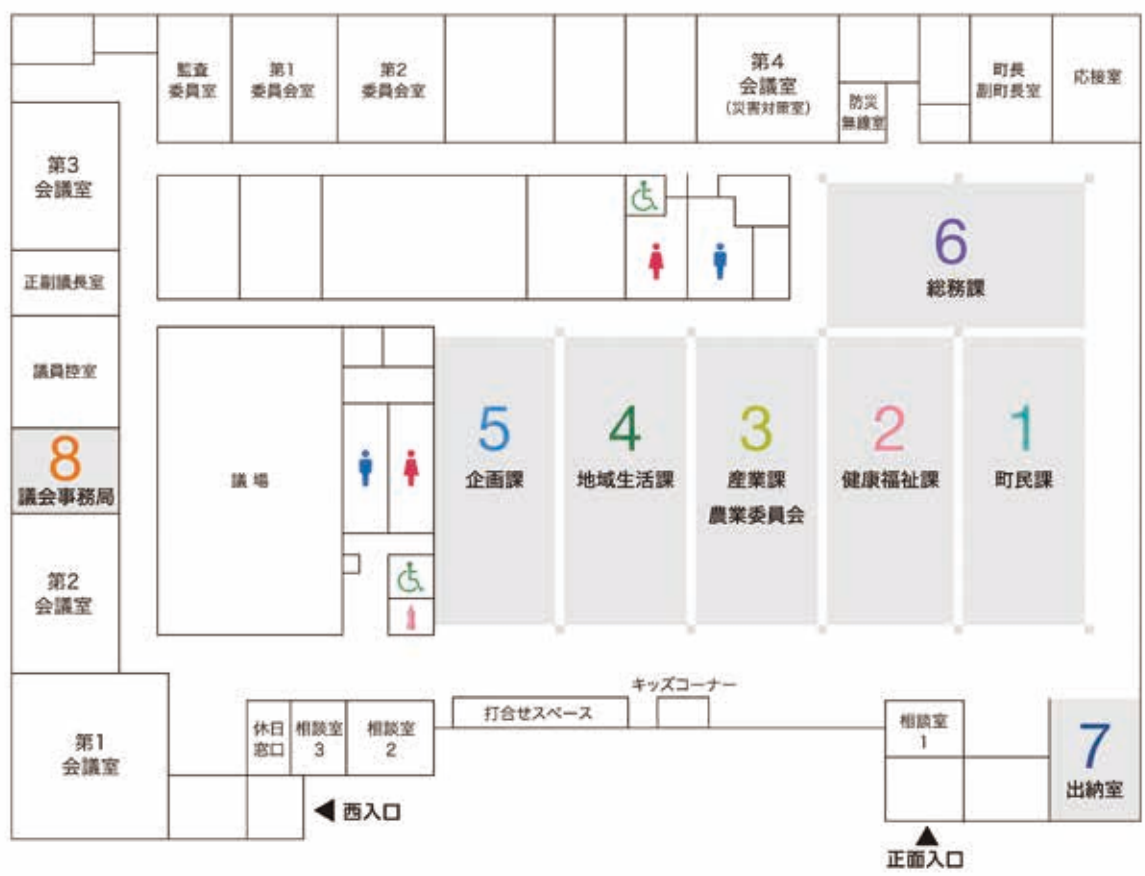 監査
委員室
第1
委員会室
第2
委員会室
第4
会議室
(災害対策室)
防災
無線室
町長
副町長室
応接室
第3
会議室
正副議長室
議員控室
8
議会事務局
第2
会議室
第1
会議室
6
総務課
議場
5
企画課
4
地域生活課
3
産業課
農業委員会
2
健康福祉課
1
町民課
キッズコーナー
打合せスペース
休日
窓口
相談室
3
相談室
2
相談室
1
7
出納室
西入口
正面入口